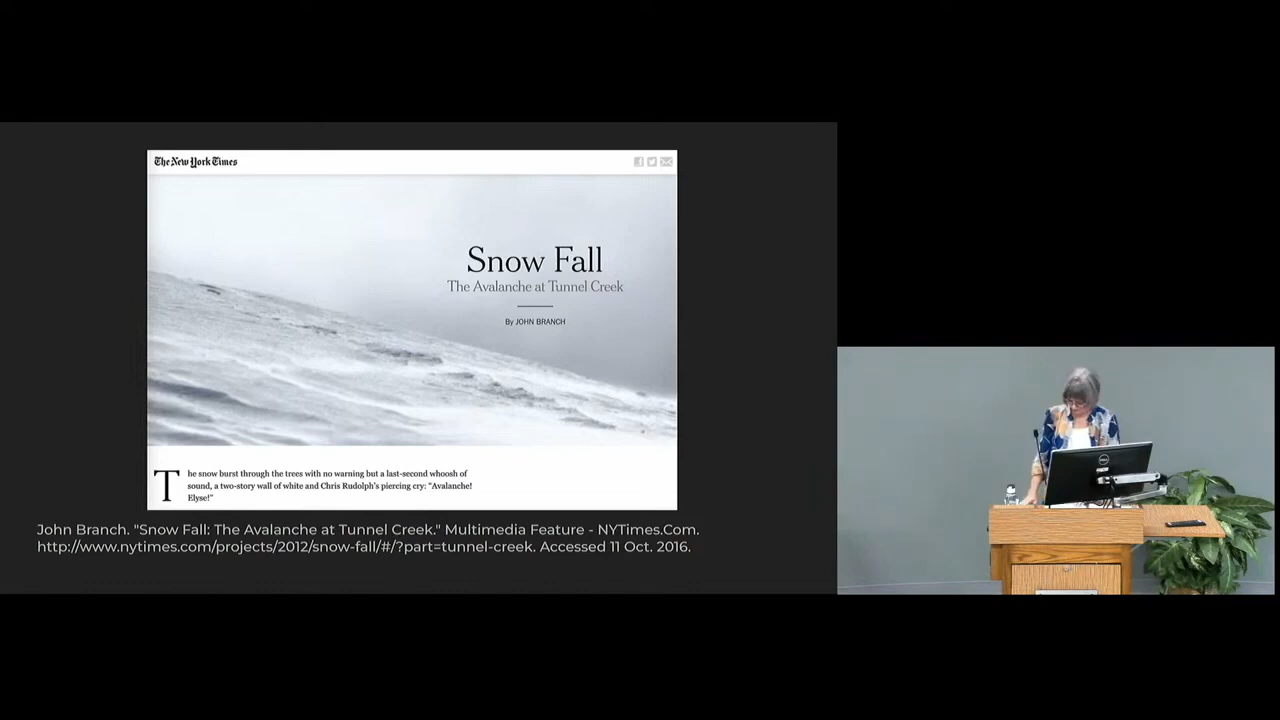 The New York Times
Snow Fall
The Avalanche at Tunnel Creek
By JOHN BRANCH
The snow burst through the trees with no warning but a last-second whoosh of
sound, a two-story wall of white and Chris Rudolph's piercing cry: "Avalanche!
Elyse!"
John Branch. "Snow Fall: The Avalanche at Tunnel Creek." Multimedia Feature - NYTimes.Com.
http://www.nytimes.com/projects/2012/snow-fall/#/?part=tunnel-creek. Accessed 11 Oct. 2016.
DELL